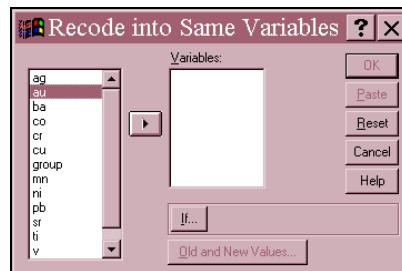 Recode into Same Variables
Variables:
ag
au
ba
co
cr
cu
group
mn
ni
pb
sr
ti
v
OK
Paste
Reset
Cancel
Help
If...
Old and New Values...